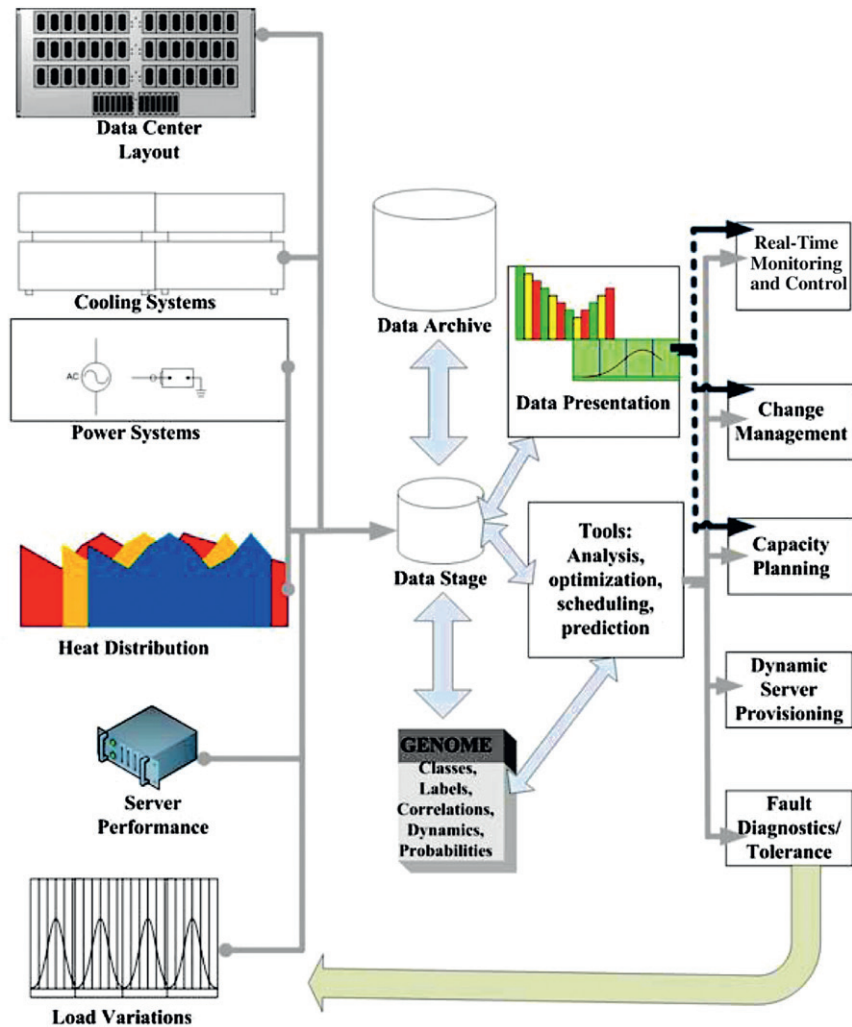 Data Center
Layout
Cooling Systems
AC
Power Systems
Heat Distribution
Server
Performance
Load Variations
Data Archive
Data Stage
GENOME
Classes,
Labels,
Correlations,
Dynamics,
Probabilities
Data Presentation
Tools:
Analysis,
optimization,
scheduling,
prediction
Real-Time
Monitoring
and Control
Change
Management
Capacity
Planning
Dynamic
Server
Provisioning
Fault
Diagnostics/
Tolerance